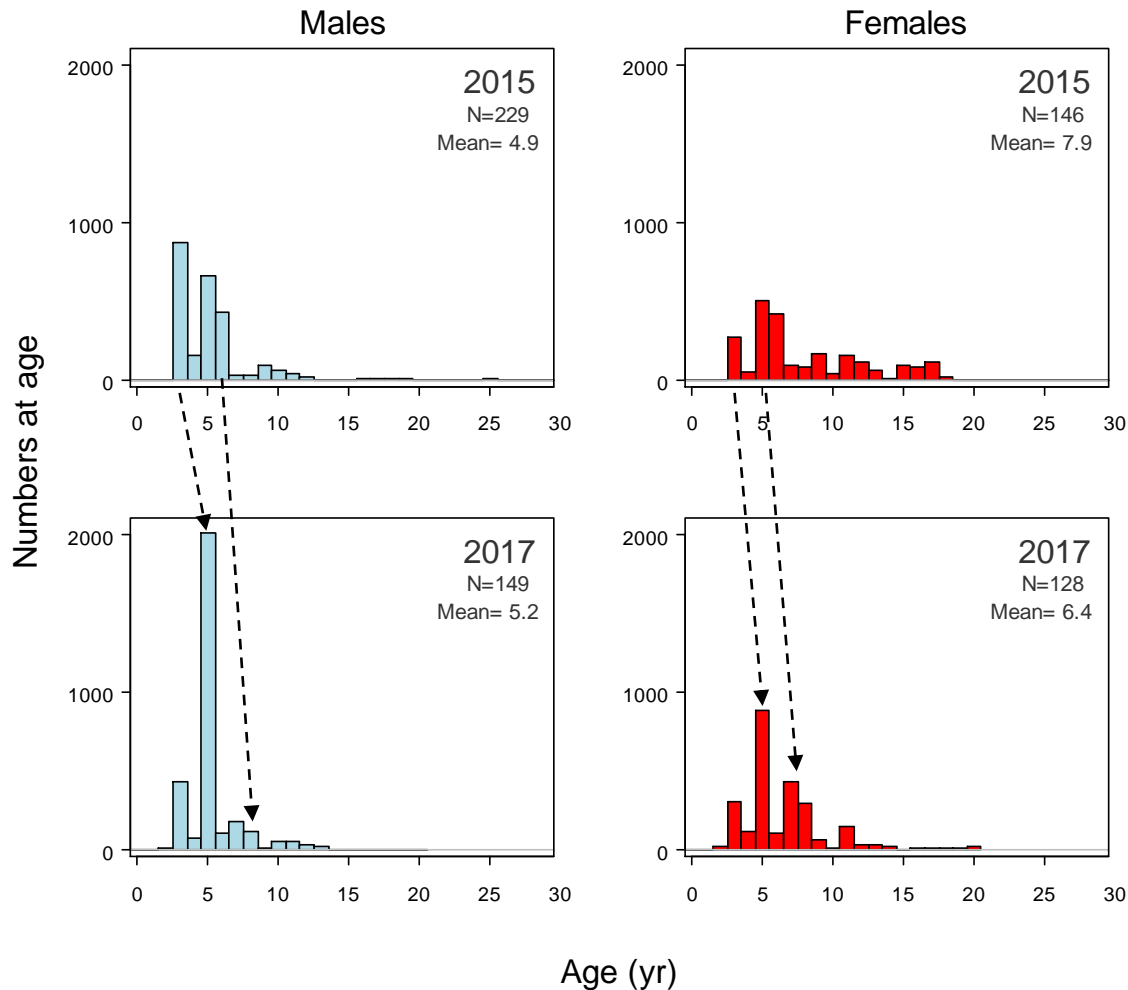 Males
Females
Numbers at age
2000
1000
0
2015
N=229
Mean= 4.9
0 5 10 15 20 25 30
2000
1000
0
2015
N=146
Mean= 7.9
0 5 10 15 20 25 30
2000
1000
0
2017
N=149
Mean= 5.2
0 5 10 15 20 25 30
2000
1000
0
2017
N=128
Mean= 6.4
0 5 10 15 20 25 30
Age (yr)